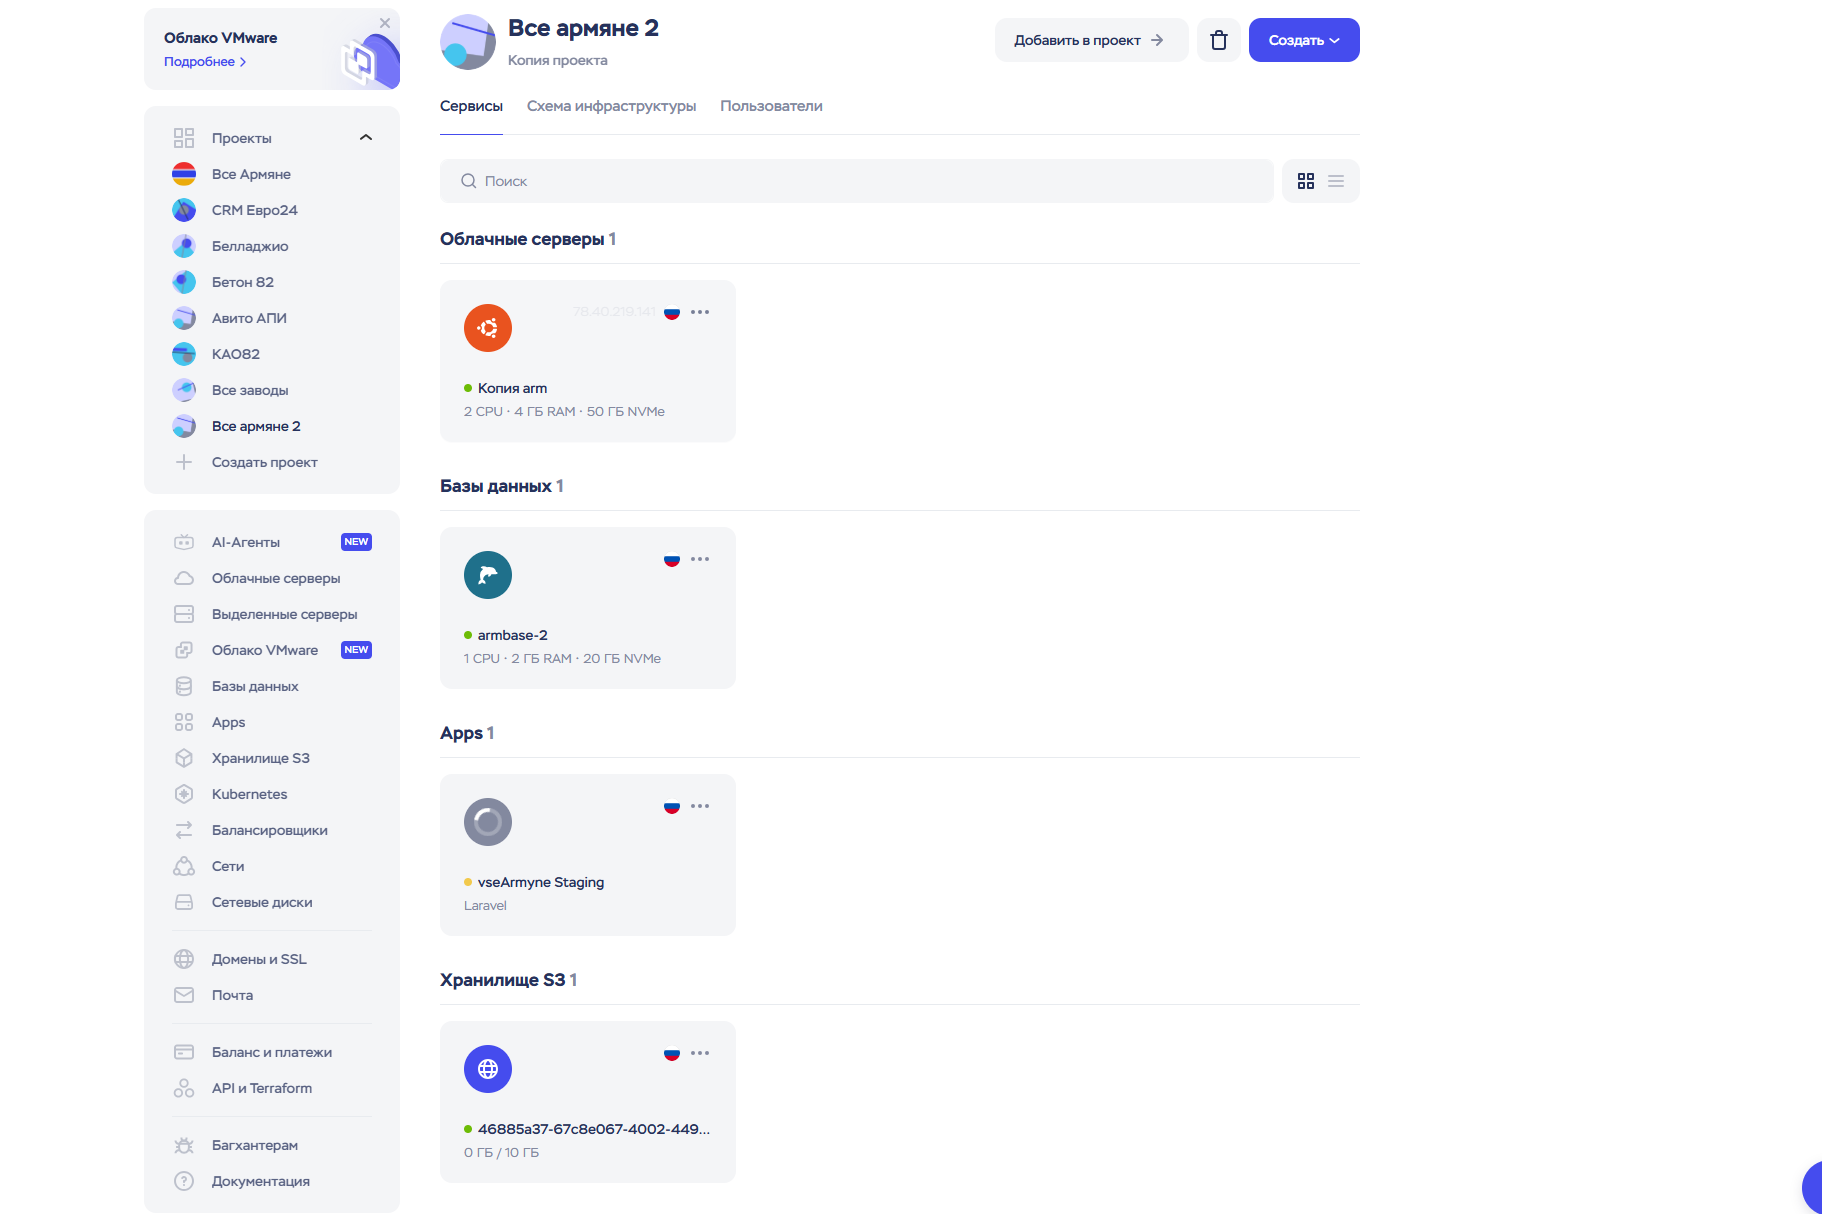 Облако VMware
Подробнее
Проекты
Все Армяне
CRM Евро24
Белладжио
Бетон 82
Авито АПИ
КАО82
Все заводы
Все армяне 2
Создать проект
AI-Агенты NEW
Облачные серверы
Выделенные серверы
Облако VMware NEW
Базы данных
Apps
Хранилище S3
Kubernetes
Балансировщики
Сети
Сетевые диски
Домены и SSL
Почта
Баланс и платежи
API и Terraform
Багхантерам
Документация
Все армяне 2
Копия проекта
Добавить в проект
Создать
Сервисы Схема инфраструктуры Пользователи
Поиск
Облачные серверы 1
78.40.219.141
Копия arm
2 CPU · 4 ГБ RAM · 50 ГБ NVMe
Базы данных 1
armbase-2
1 CPU · 2 ГБ RAM · 20 ГБ NVMe
Apps 1
vseArmyne Staging
Laravel
Хранилище S3 1
46885a37-67c8e067-4002-449...
0 ГБ / 10 ГБ